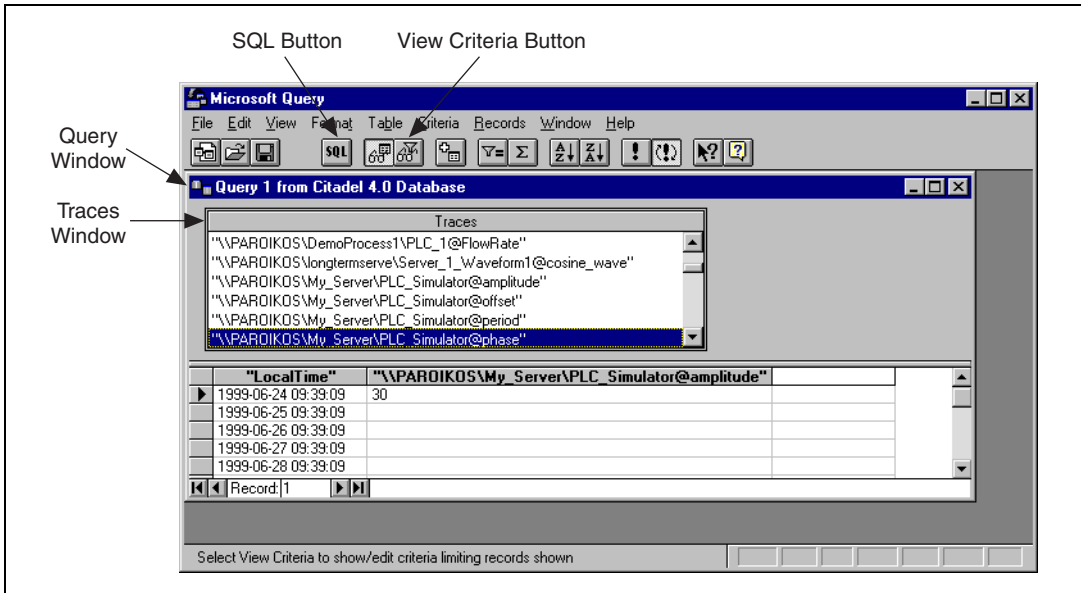 SQL Button
View Criteria Button
Query Window
Traces Window
Microsoft Query
File Edit View Format Table Criteria Records Window Help
SQL
Query 1 from Citadel 4.0 Database
Traces
"\\PAROIKOS\DemoProcess1\PLC_1@FlowRate"
"\\PAROIKOS\longtermserve\Server_1_Waveform1@cosine_wave"
"\\PAROIKOS\My_Server\PLC_Simulator@amplitude"
"\\PAROIKOS\My_Server\PLC_Simulator@offset"
"\\PAROIKOS\My_Server\PLC_Simulator@period"
"\\PAROIKOS\My_Server\PLC_Simulator@phase"
"LocalTime" "\\PAROIKOS\My_Server\PLC_Simulator@amplitude"
1999-06-24 09:39:09 30
1999-06-25 09:39:09
1999-06-26 09:39:09
1999-06-27 09:39:09
1999-06-28 09:39:09
Record: 1
Select View Criteria to show/edit criteria limiting records shown